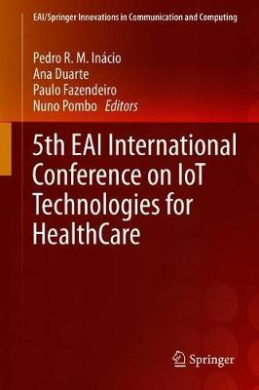 EAI/Springer Innovations in Communication and Computing
Pedro R. M. Inácio
Ana Duarte
Paulo Fazendeiro
Nuno Pombo Editors
5th EAI International
Conference on IoT
Technologies for
HealthCare
Springer